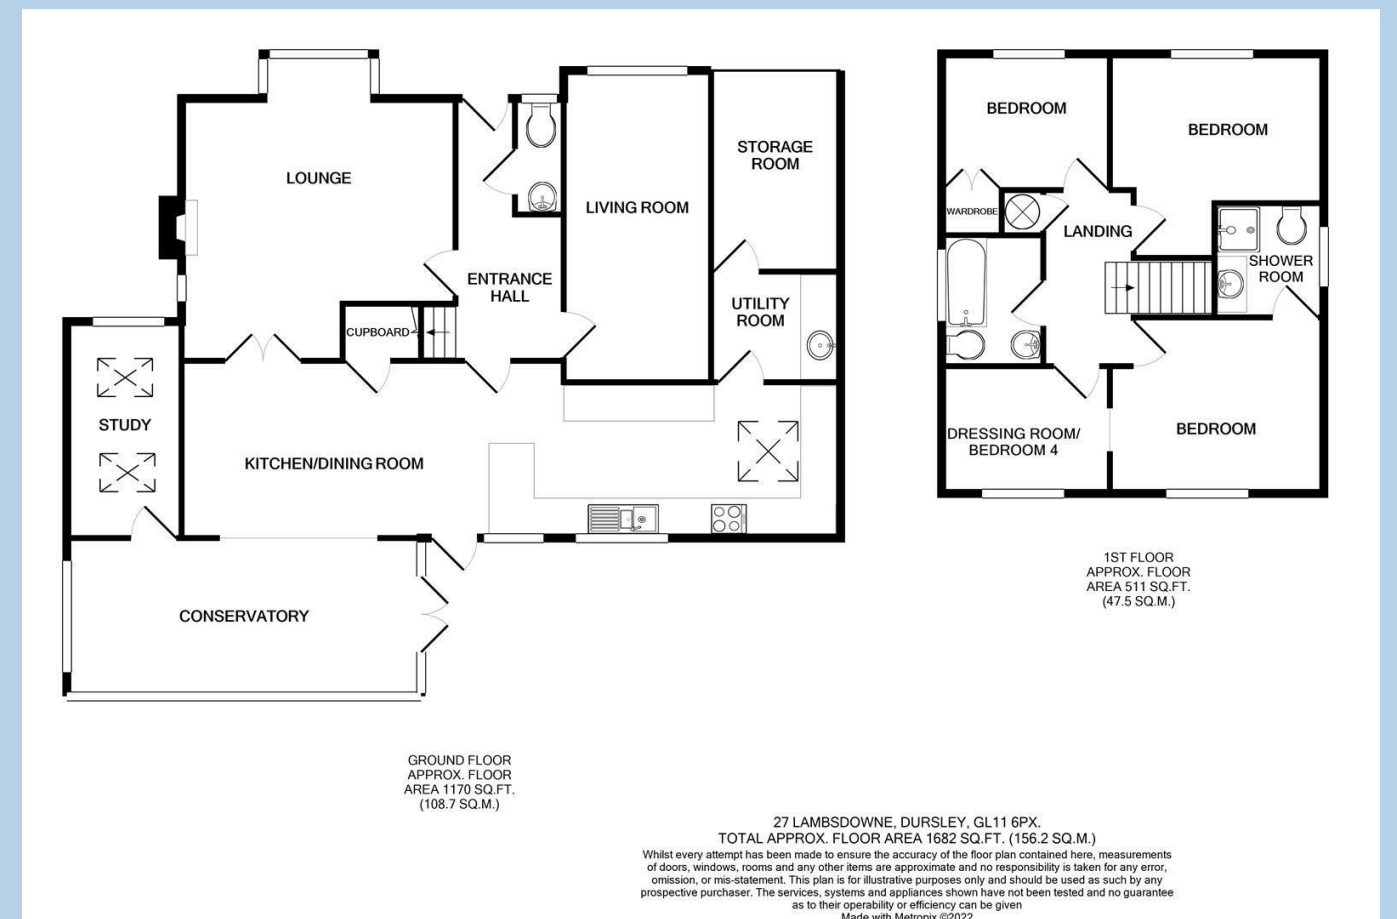 LOUNGE
ENTRANCE
HALL
CUPBOARD
LIVING ROOM
STORAGE
ROOM
UTILITY
ROOM
STUDY
KITCHEN/DINING ROOM
CONSERVATORY
GROUND FLOOR
APPROX. FLOOR
AREA 1170 SQ.FT.
(108.7 SQ.M.)
BEDROOM
BEDROOM
WARDROBE
LANDING
SHOWER
ROOM
DRESSING ROOM/
BEDROOM 4
BEDROOM
1ST FLOOR
APPROX. FLOOR
AREA 511 SQ.FT.
(47.5 SQ.M.)
27 LAMBSDOWNE, DURSLEY, GL11 6PX.
TOTAL APPROX. FLOOR AREA 1682 SQ.FT. (156.2 SQ.M.)
Whilst every attempt has been made to ensure the accuracy of the floor plan contained here, measurements
of doors, windows, rooms and any other items are approximate and no responsibility is taken for any error,
omission, or mis-statement. This plan is for illustrative purposes only and should be used as such by any
prospective purchaser. The services, systems and appliances shown have not been tested and no guarantee
as to their operability or efficiency can be given
Made with Metropix ©2022